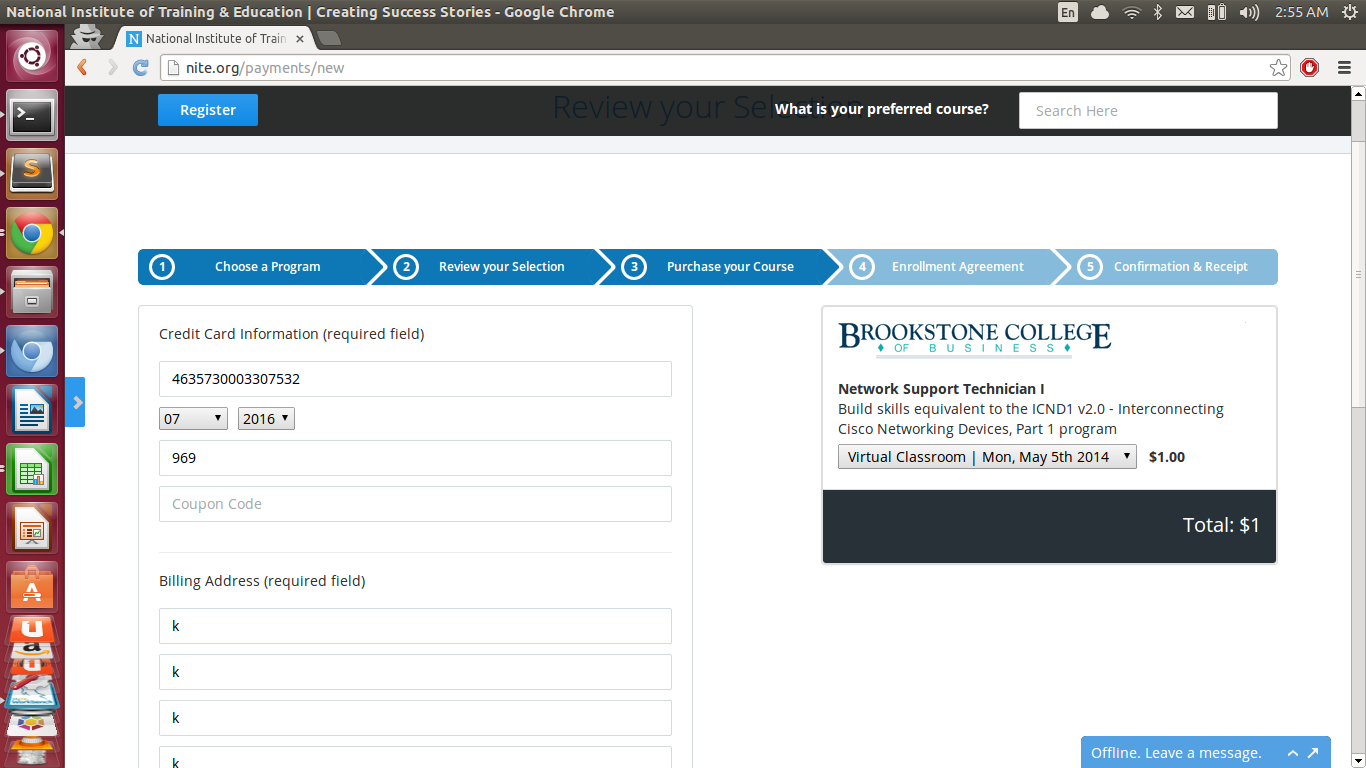 National Institute of Training & Education | Creating Success Stories - Google Chrome
En
2:55 AM
National Institute of Train
nite.org/payments/new
Register
Review your Selection
What is your preferred course?
Search Here
1 Choose a Program
2 Review your Selection
3 Purchase your Course
4 Enrollment Agreement
5 Confirmation & Receipt
Credit Card Information (required field)
4635730003307532
07 2016
969
Coupon Code
Billing Address (required field)
k
k
k
k
BROOKSTONE COLLEGE
OF BUSINESS
Network Support Technician I
Build skills equivalent to the ICND1 v2.0 - Interconnecting
Cisco Networking Devices, Part 1 program
Virtual Classroom | Mon, May 5th 2014 $1.00
Total: $1
Offline. Leave a message.